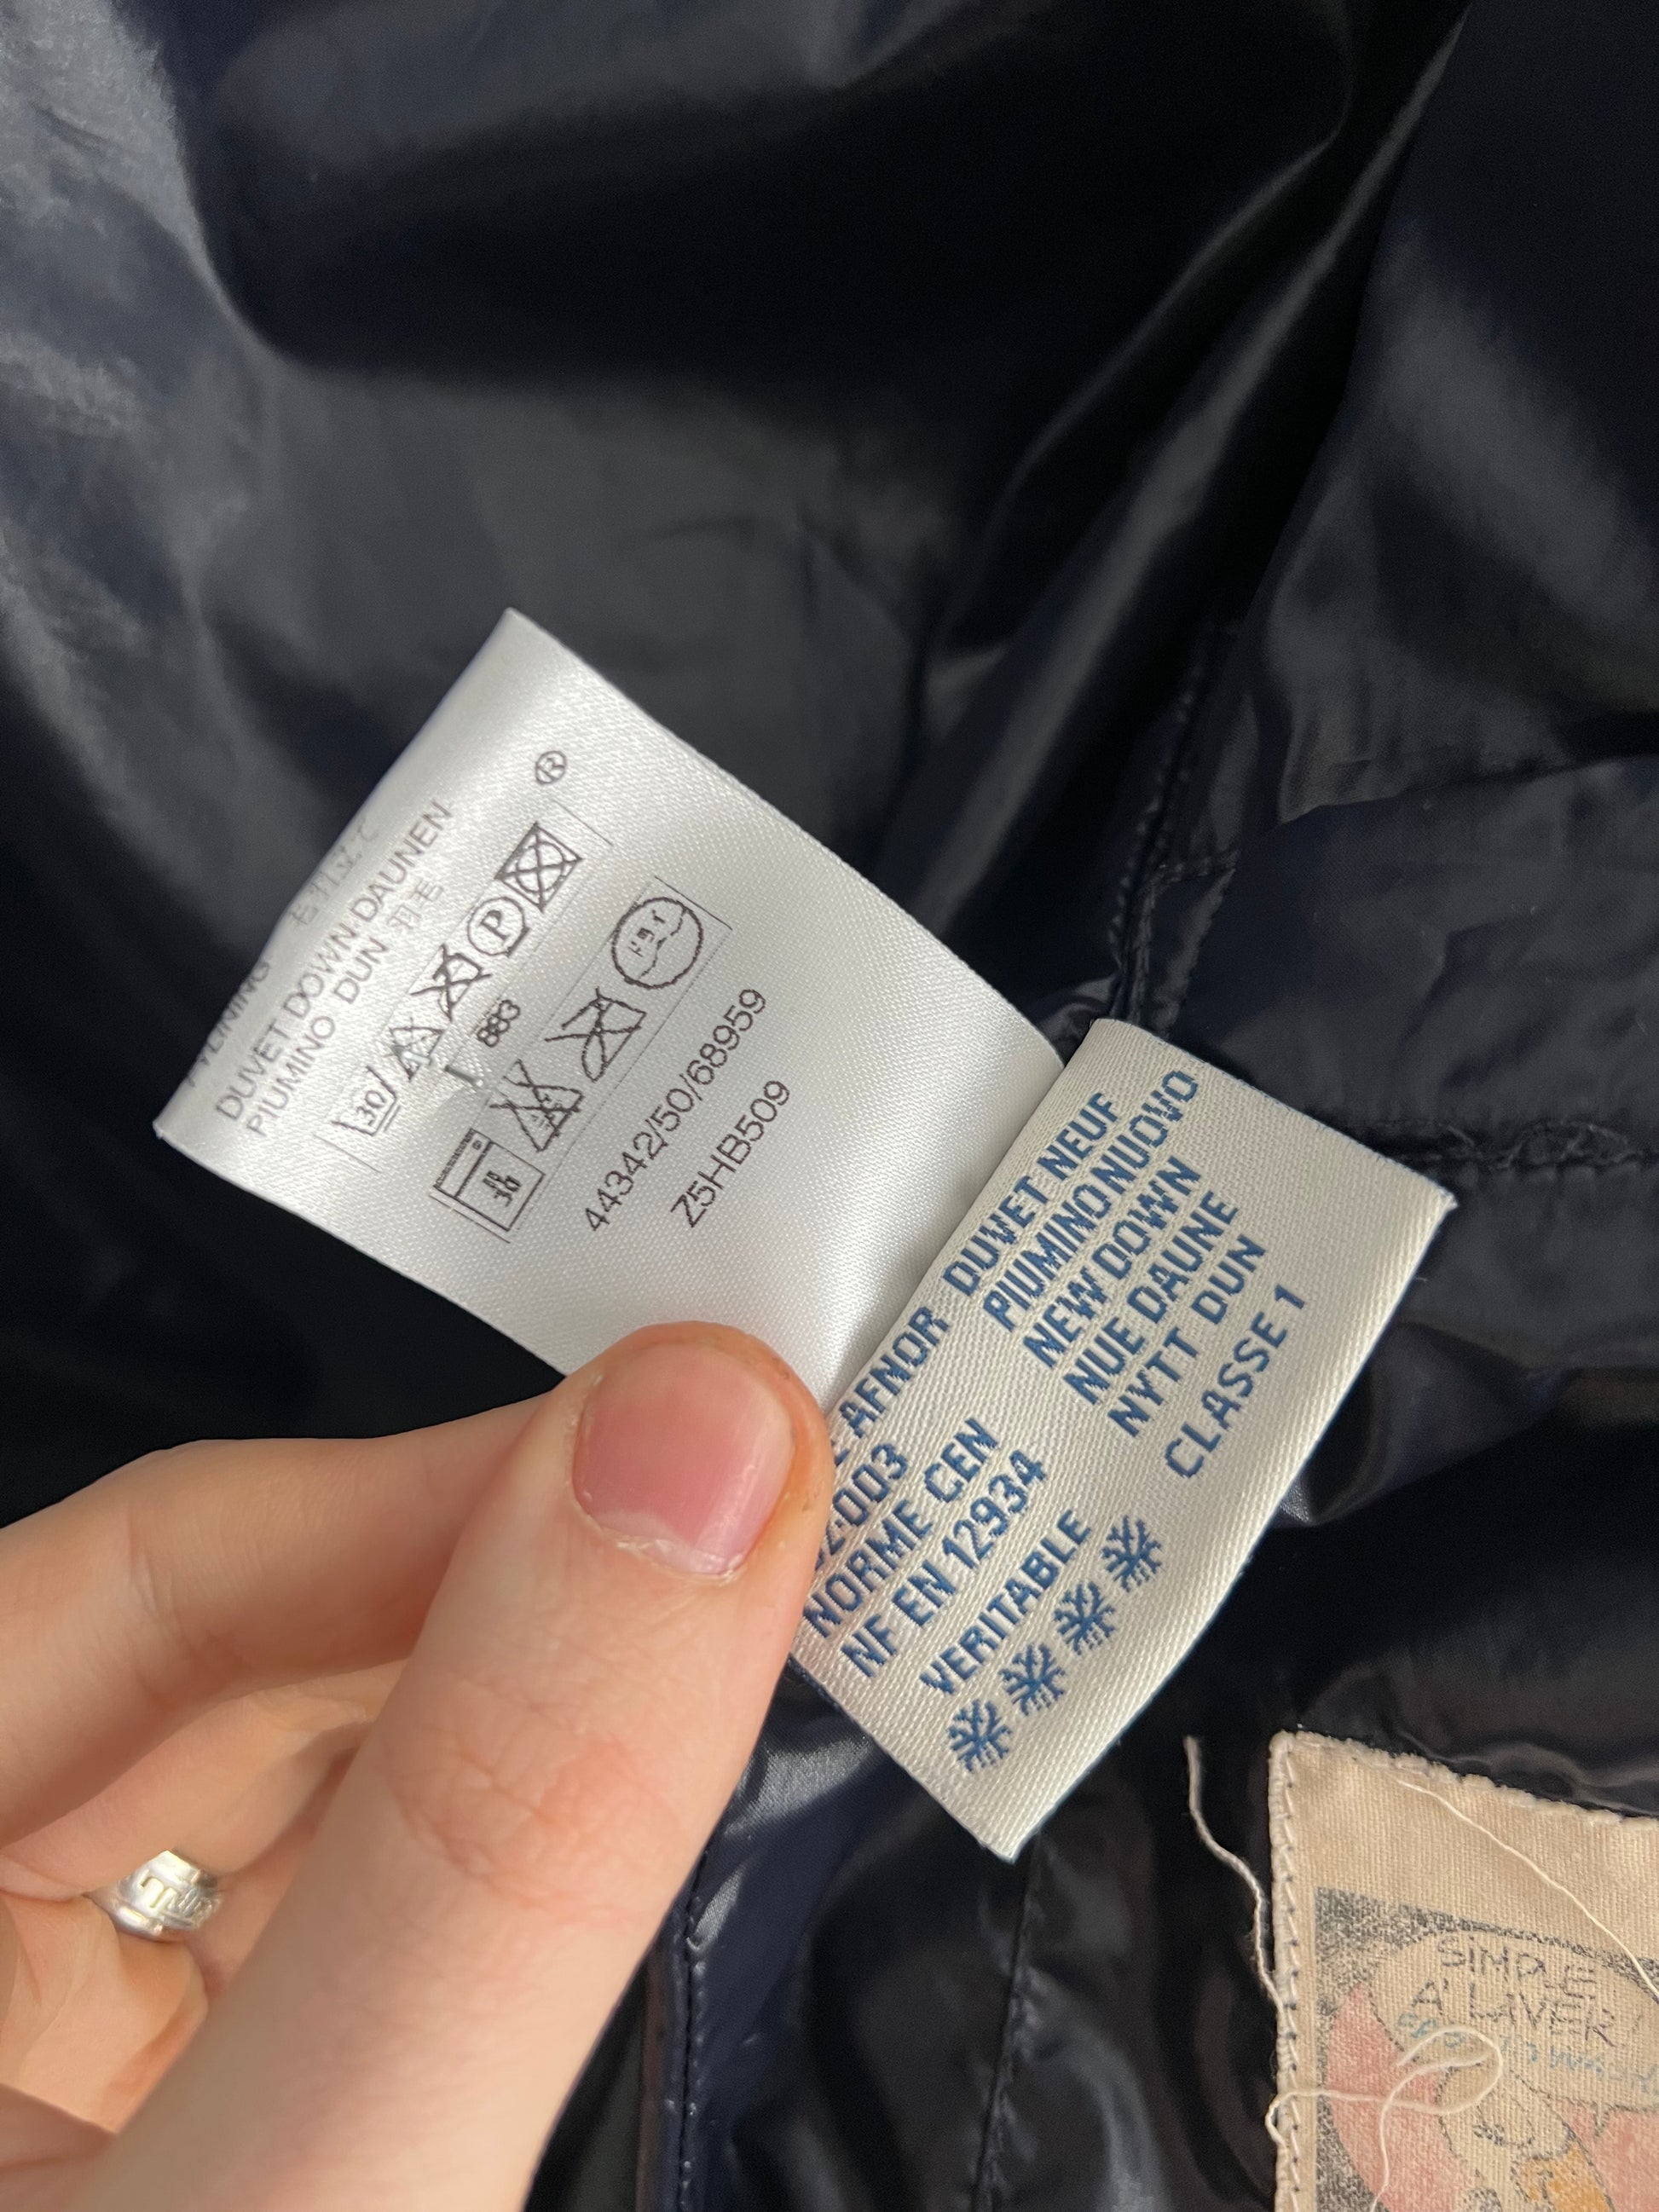 ®
DUVET DOWN DAUNEN
PIUMINO DUN 羽毛
30 P
883
44342/50/68959
Z5HB509
AFNOR DUVET NEUF
PIUMINO NUOVO
NEW DOWN
NUE DAUNE
NYTT DUN
CLASSE 1
NORME CEN
NF EN 12934
VERITABLE
SIMPLE
A' LAVER